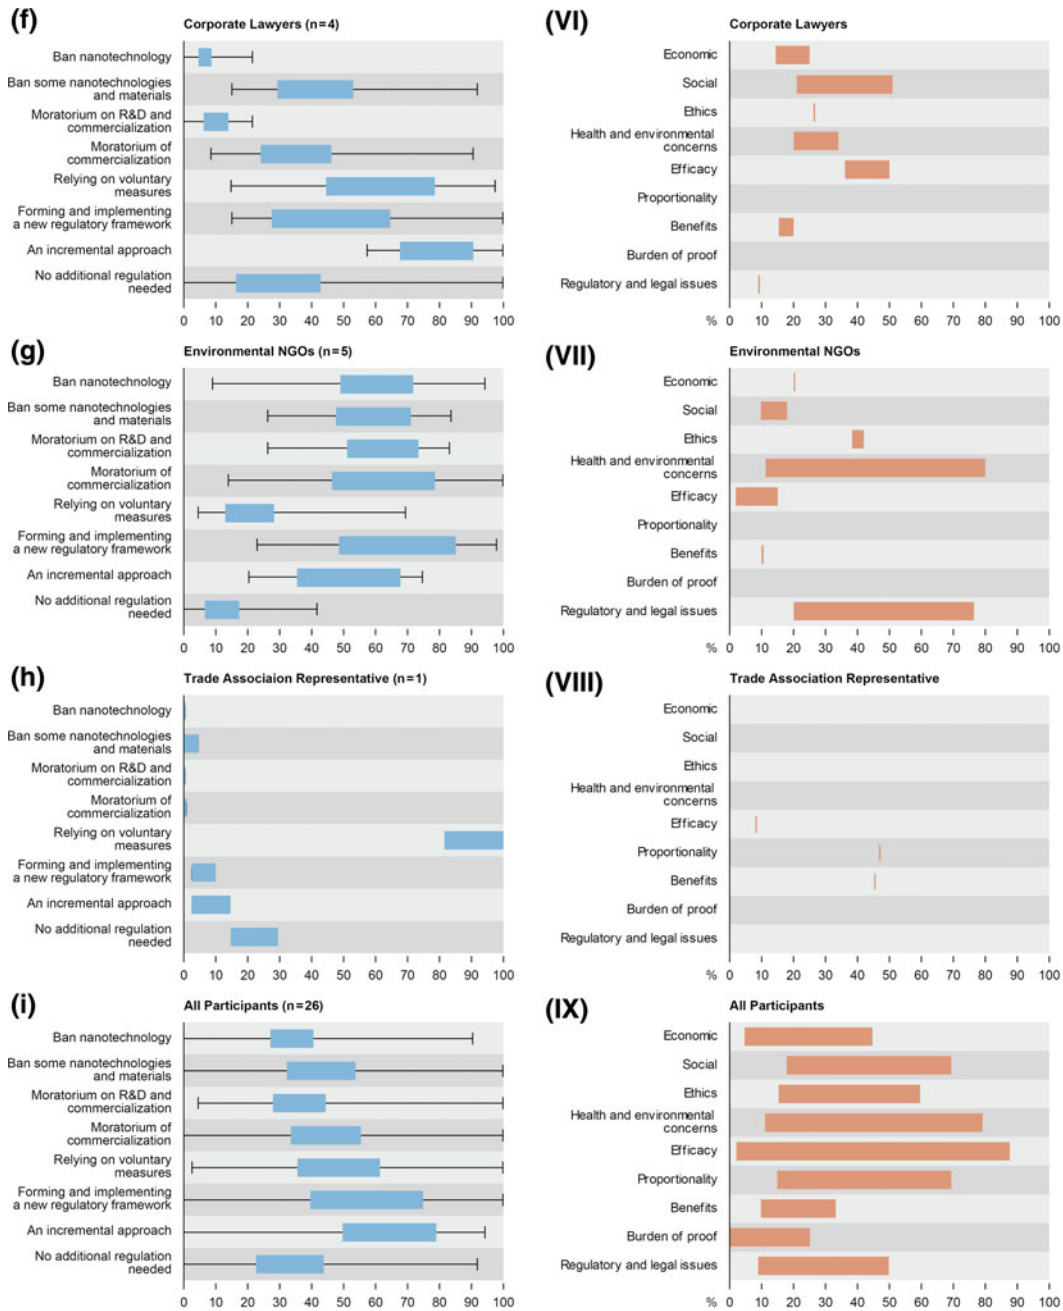 (f)
Corporate Lawyers (n=4)
Ban nanotechnology
Ban some nanotechnologies
and materials
Moratorium on R&D and
commercialization
Moratorium of
commercialization
Relying on voluntary
measures
Forming and implementing
a new regulatory framework
An incremental approach
No additional regulation
needed
0 10 20 30 40 50 60 70 80 90 100
(VI)
Corporate Lawyers
Economic
Social
Ethics
Health and environmental
concerns
Efficacy
Proportionality
Benefits
Burden of proof
Regulatory and legal issues
% 0 10 20 30 40 50 60 70 80 90 100
(g)
Environmental NGOs (n=5)
Ban nanotechnology
Ban some nanotechnologies
and materials
Moratorium on R&D and
commercialization
Moratorium of
commercialization
Relying on voluntary
measures
Forming and implementing
a new regulatory framework
An incremental approach
No additional regulation
needed
0 10 20 30 40 50 60 70 80 90 100
(VII)
Environmental NGOs
Economic
Social
Ethics
Health and environmental
concerns
Efficacy
Proportionality
Benefits
Burden of proof
Regulatory and legal issues
% 0 10 20 30 40 50 60 70 80 90 100
(h)
Trade Associaion Representative (n=1)
Ban nanotechnology
Ban some nanotechnologies
and materials
Moratorium on R&D and
commercialization
Moratorium of
commercialization
Relying on voluntary
measures
Forming and implementing
a new regulatory framework
An incremental approach
No additional regulation
needed
0 10 20 30 40 50 60 70 80 90 100
(VIII)
Trade Association Representative
Economic
Social
Ethics
Health and environmental
concerns
Efficacy
Proportionality
Benefits
Burden of proof
Regulatory and legal issues
% 0 10 20 30 40 50 60 70 80 90 100
(i)
All Participants (n=26)
Ban nanotechnology
Ban some nanotechnologies
and materials
Moratorium on R&D and
commercialization
Moratorium of
commercialization
Relying on voluntary
measures
Forming and implementing
a new regulatory framework
An incremental approach
No additional regulation
needed
0 10 20 30 40 50 60 70 80 90 100
(IX)
All Participants
Economic
Social
Ethics
Health and environmental
concerns
Efficacy
Proportionality
Benefits
Burden of proof
Regulatory and legal issues
% 0 10 20 30 40 50 60 70 80 90 100